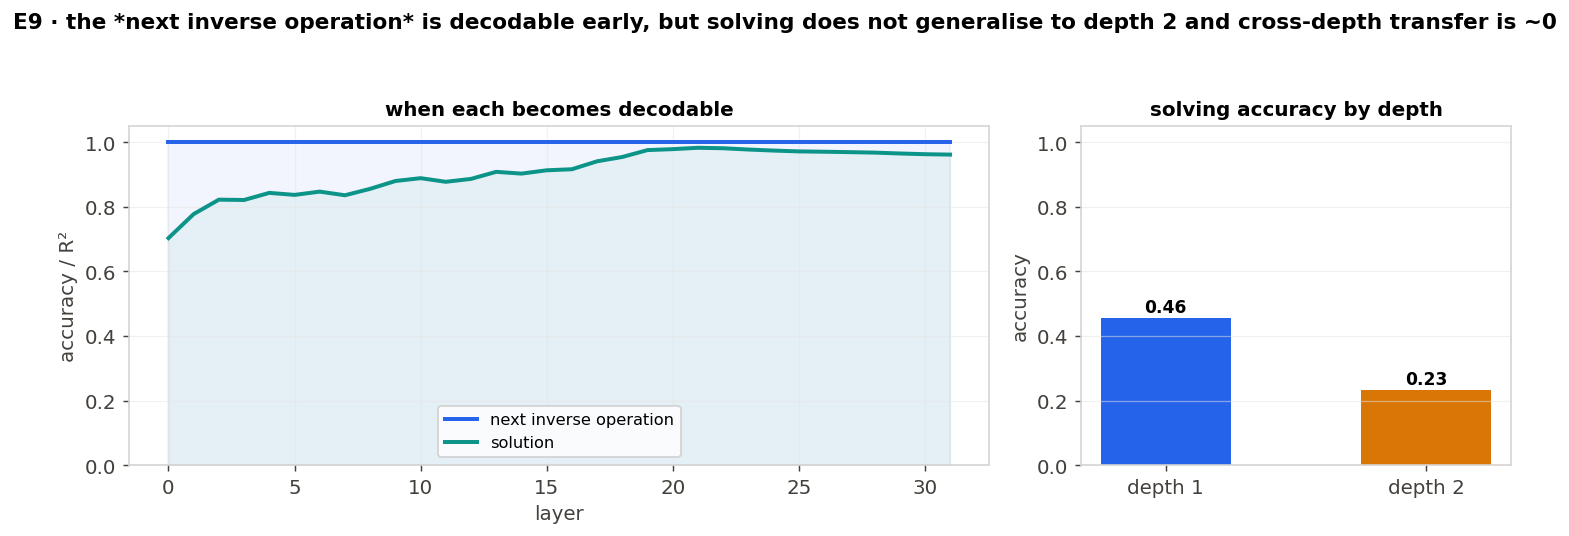 E9 · the *next inverse operation* is decodable early, but solving does not generalise to depth 2 and cross-depth transfer is ~0
when each becomes decodable
accuracy / R²
1.0
0.8
0.6
0.4
0.2
0.0
next inverse operation
solution
0 5 10 15 20 25 30
layer
solving accuracy by depth
accuracy
1.0
0.8
0.6
0.4
0.2
0.0
0.46
0.23
depth 1 depth 2